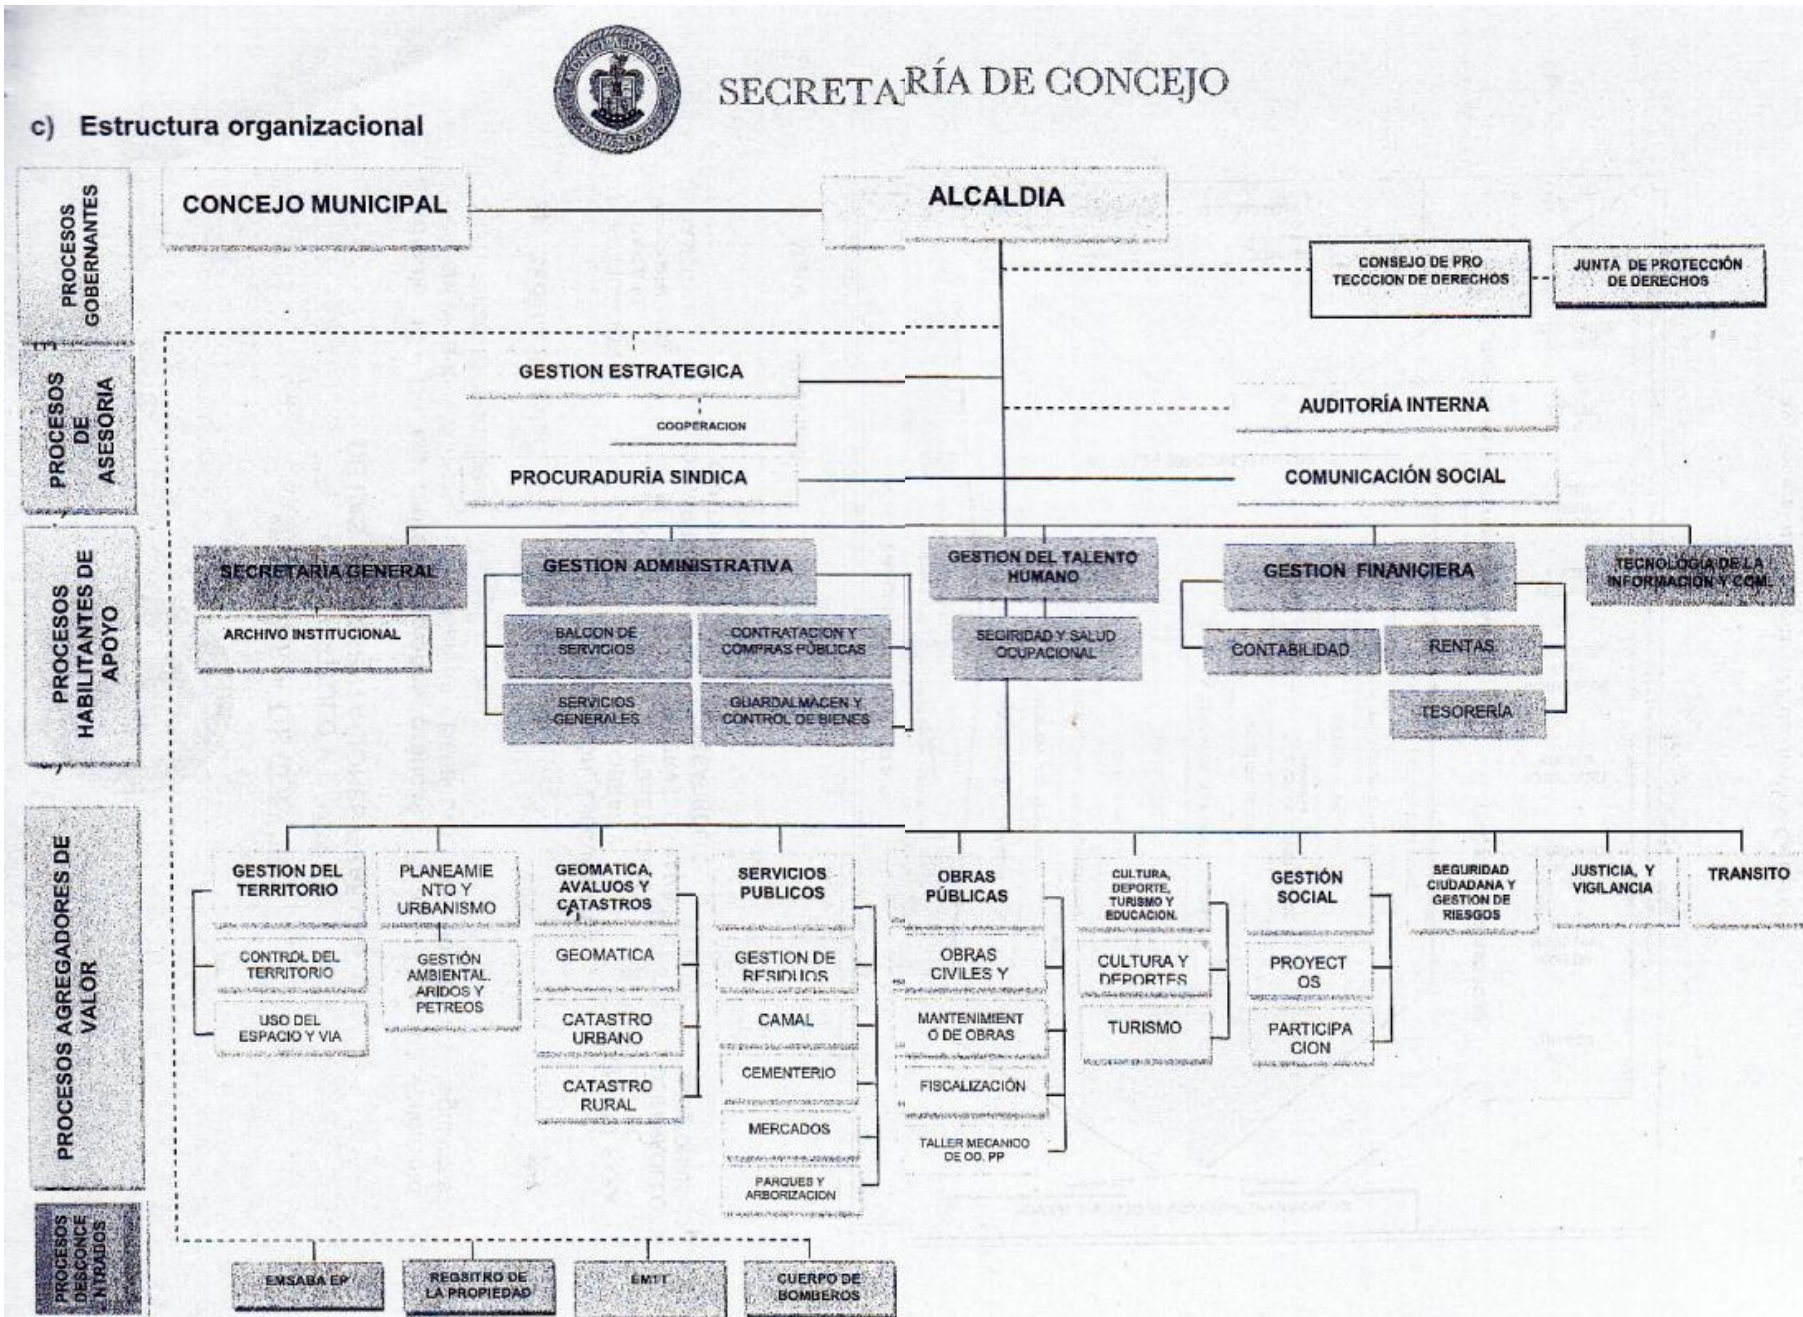 SECRETARÍA DE CONCEJO
c) Estructura organizacional
PROCESOS
GOBERNANTES
CONCEJO MUNICIPAL
ALCALDIA
CONSEJO DE PRO
TECCCION DE DERECHOS
JUNTA DE PROTECCIÓN
DE DERECHOS
PROCESOS
DE
ASESORIA
GESTION ESTRATEGICA
COOPERACION
AUDITORÍA INTERNA
PROCURADURÍA SINDICA
COMUNICACIÓN SOCIAL
PROCESOS
HABILITANTES DE
APOYO
SECRETARIA GENERAL
ARCHIVO INSTITUCIONAL
GESTION ADMINISTRATIVA
BALCON DE
SERVICIOS
CONTRATACION Y
COMPRAS PÚBLICAS
SERVICIOS
GENERALES
GUARDALMACEN Y
CONTROL DE BIENES
GESTION DEL TALENTO
HUMANO
SEGIRIDAD Y SALUD
OCUPACIONAL
GESTION FINANICIERA
CONTABILIDAD
RENTAS
TESORERÍA
TECNOLOGIA DE LA
INFORMACION Y COM.
PROCESOS AGREGADORES DE
VALOR
GESTION DEL
TERRITORIO
CONTROL DEL
TERRITORIO
USO DEL
ESPACIO Y VIA
PLANEAMIE
NTO Y
URBANISMO
GESTIÓN
AMBIENTAL,
ARIDOS Y
PETREOS
GEOMATICA,
AVALUOS Y
CATASTROS
GEOMATICA
CATASTRO
URBANO
CATASTRO
RURAL
SERVICIOS
PUBLICOS
GESTION DE
RESIDUOS
CAMAL
CEMENTERIO
MERCADOS
PARQUES Y
ARBORIZACION
OBRAS
PÚBLICAS
OBRAS
CIVILES Y
MANTENIMIENT
O DE OBRAS
FISCALIZACIÓN
TALLER MECANICO
DE OO. PP
CULTURA,
DEPORTE,
TURISMO Y
EDUCACION.
CULTURA Y
DEPORTES
TURISMO
GESTIÓN
SOCIAL
PROYECT
OS
PARTICIPA
CION
SEGURIDAD
CIUDADANA Y
GESTION DE
RIESGOS
JUSTICIA, Y
VIGILANCIA
TRANSITO
PROCESOS
DESCONCE
NTRADOS
EMSABA EP
REGSITRO DE
LA PROPIEDAD
CUERPO DE
BOMBEROS